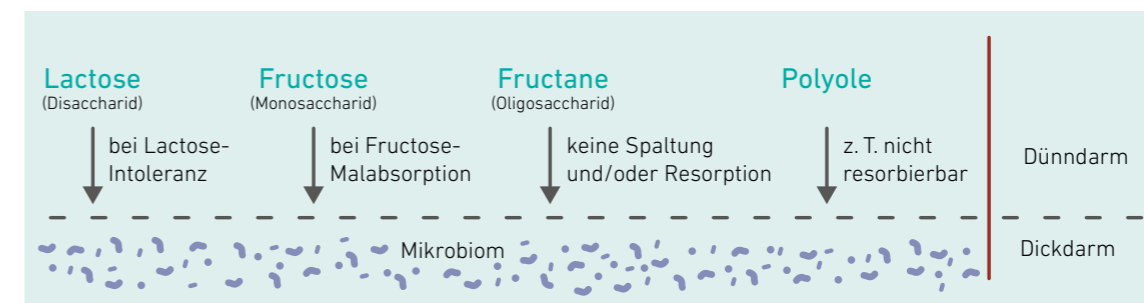 Lactose
(Disaccharid)
bei Lactose-
Intoleranz
Fructose
(Monosaccharid)
bei Fructose-
Malabsorption
Fructane
(Oligosaccharid)
keine Spaltung
und/oder Resorption
Polyole
z. T. nicht
resorbierbar
Dünndarm
Mikrobiom
Dickdarm